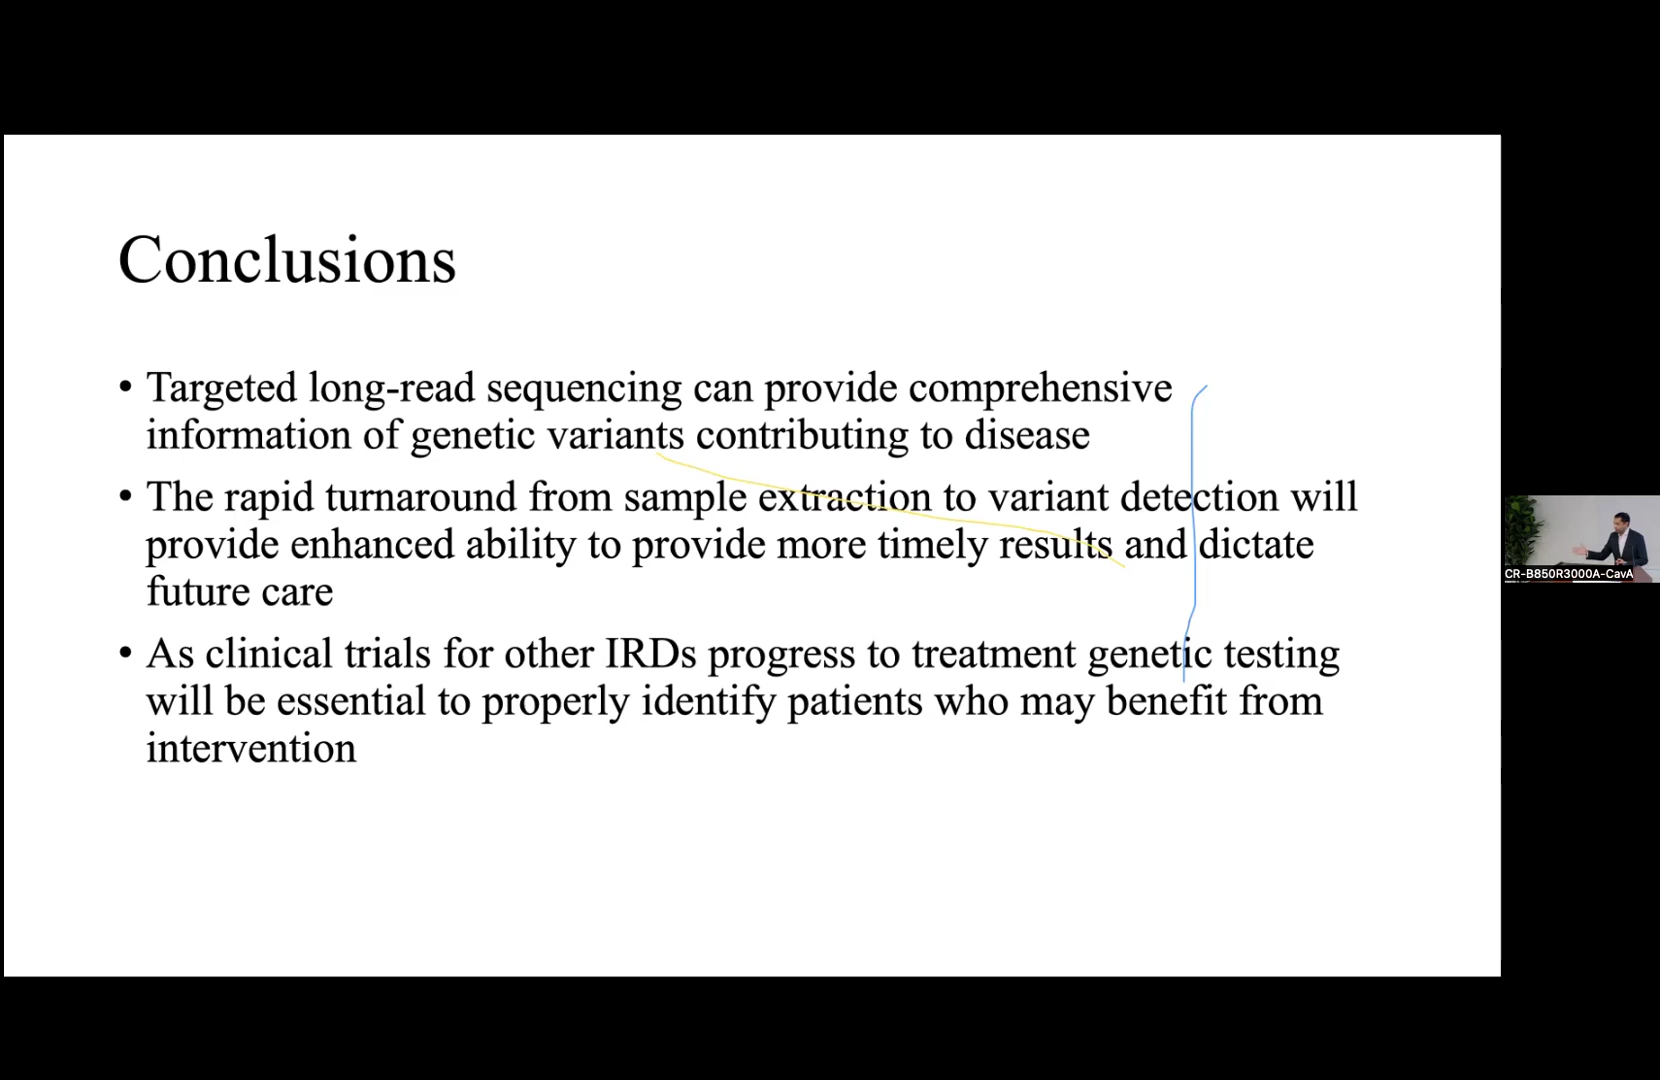 Conclusions
• Targeted long-read sequencing can provide comprehensive
information of genetic variants contributing to disease
• The rapid turnaround from sample extraction to variant detection will
provide enhanced ability to provide more timely results and dictate
future care
• As clinical trials for other IRDs progress to treatment genetic testing
will be essential to properly identify patients who may benefit from
intervention
CR-B850R3000A-CavA